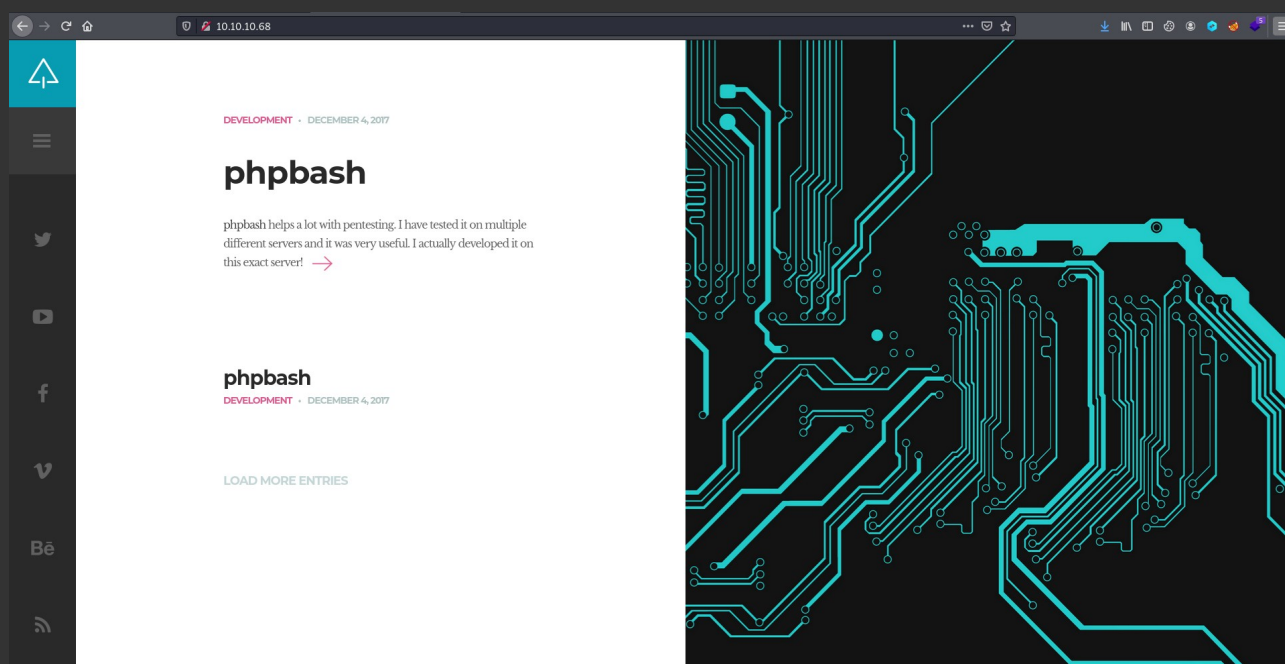 10.10.10.68
5
DEVELOPMENT • DECEMBER 4, 2017
phpbash
phpbash helps a lot with pentesting. I have tested it on multiple
different servers and it was very useful. I actually developed it on
this exact server!
phpbash
DEVELOPMENT • DECEMBER 4, 2017
LOAD MORE ENTRIES
Bē